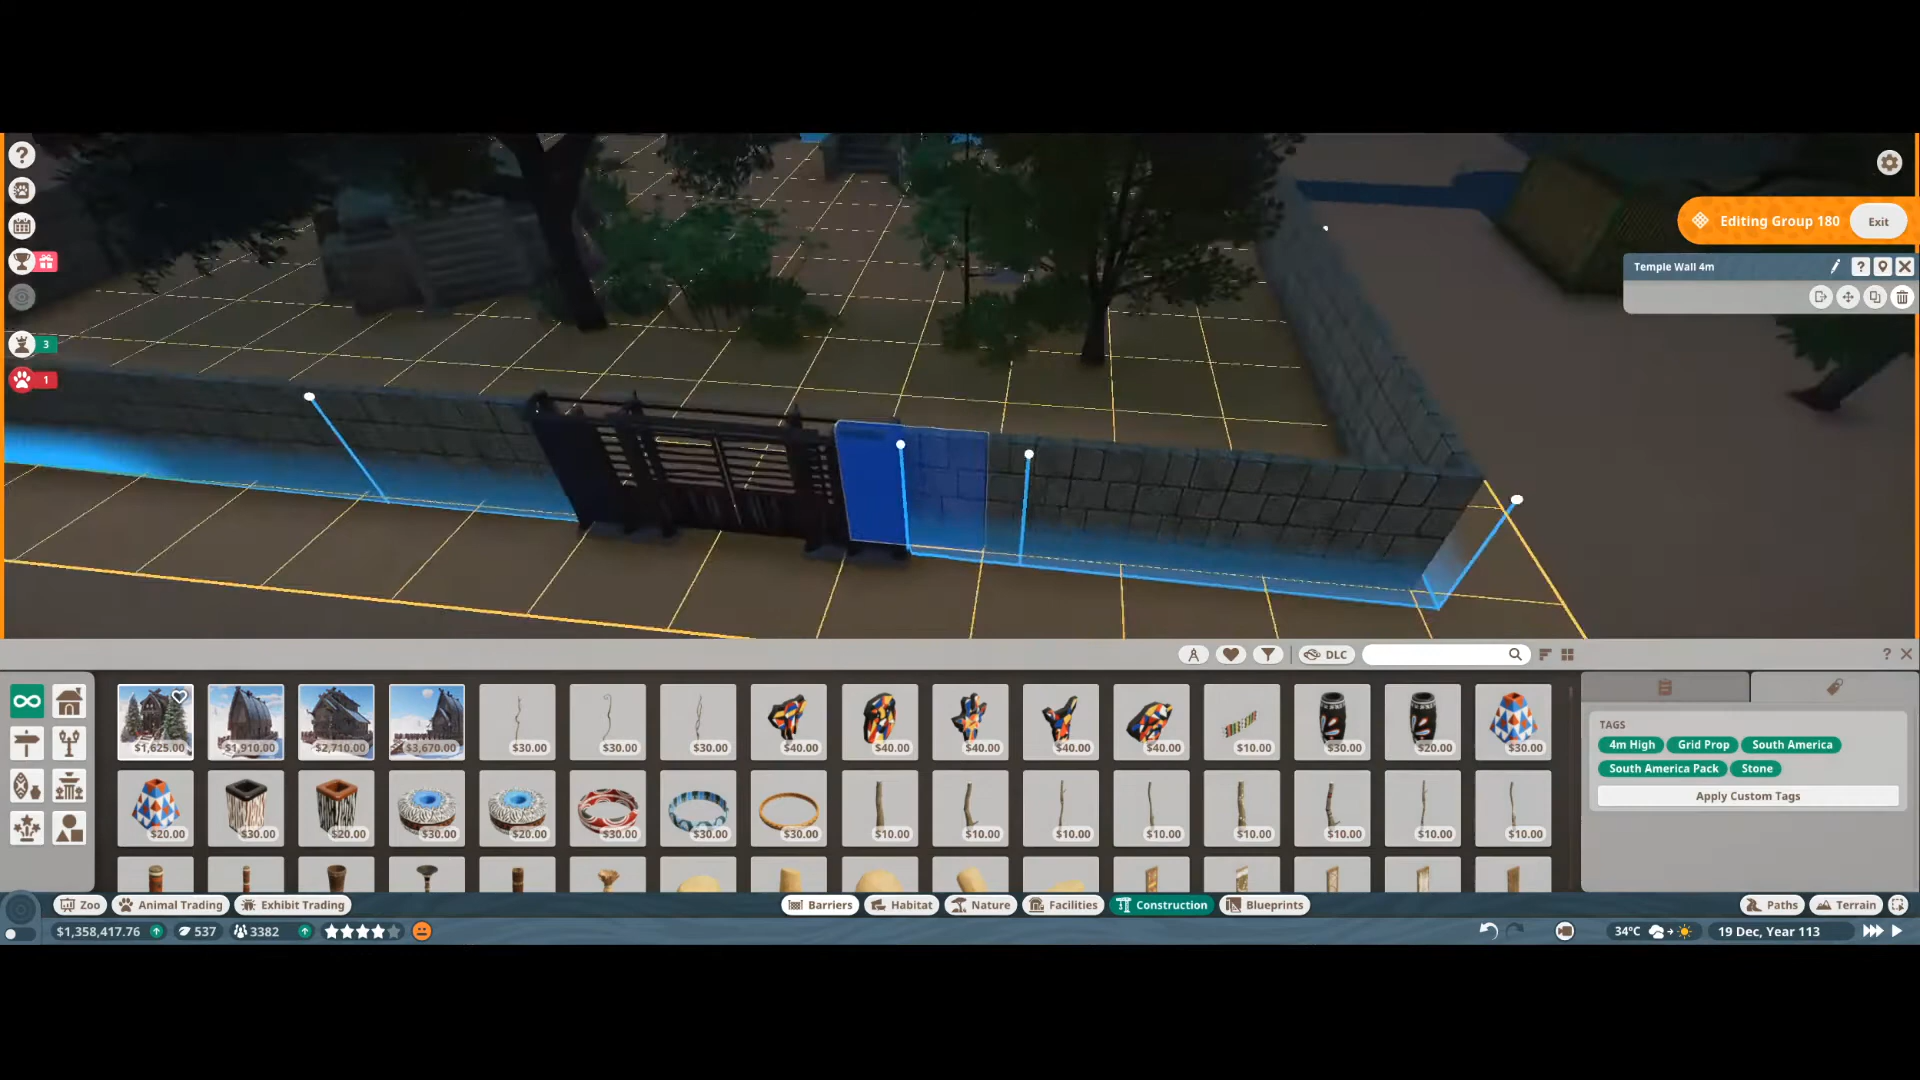 ?
Editing Group 180 Exit
3
1
Temple Wall 4m ?
DLC ?
$1,625.00 $1,910.00 $2,710.00 $3,670.00 $30.00 $30.00 $30.00 $40.00 $40.00 $40.00 $40.00 $40.00 $10.00 $30.00 $20.00 $30.00
$20.00 $30.00 $20.00 $30.00 $20.00 $30.00 $30.00 $30.00 $10.00 $10.00 $10.00 $10.00 $10.00 $10.00 $10.00 $10.00
TAGS
4m High Grid Prop South America
South America Pack Stone
Apply Custom Tags
Zoo Animal Trading Exhibit Trading Barriers Habitat Nature Facilities Construction Blueprints Paths Terrain
$1,358,417.76 537 3382 34°C 19 Dec, Year 113